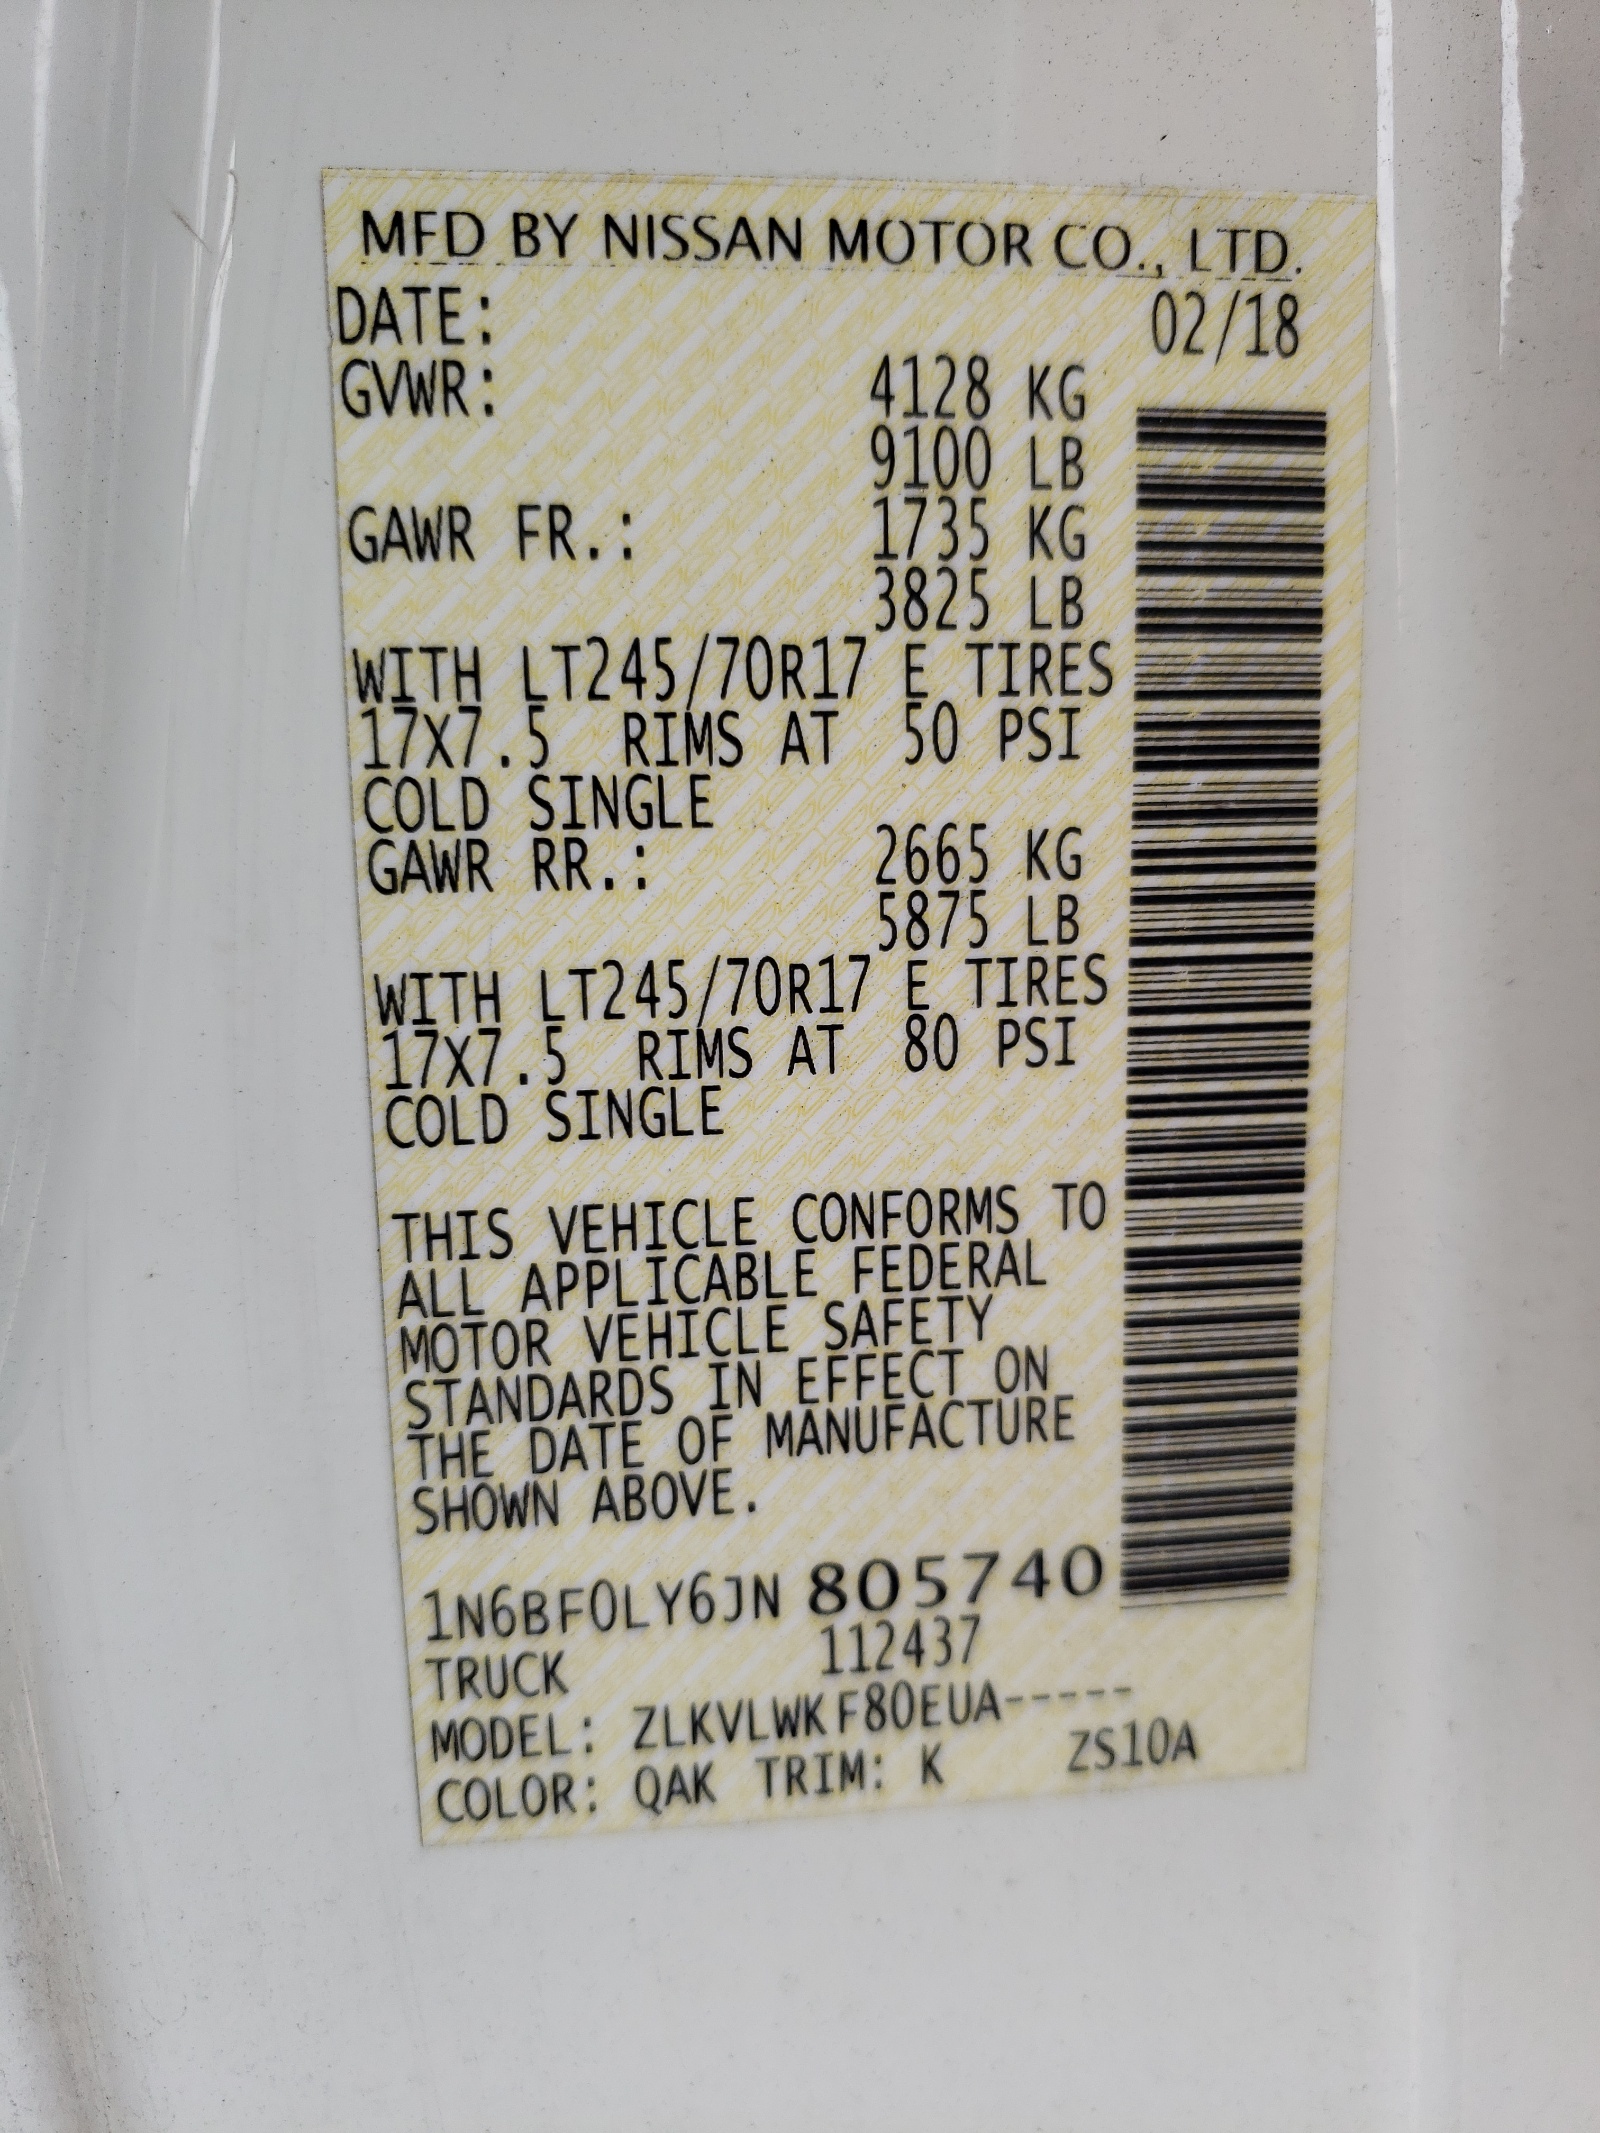 MFD BY NISSAN MOTOR CO., LTD.
DATE: 02/18
GVWR: 4128 KG
9100 LB
GAWR FR.: 1735 KG
3825 LB
WITH LT245/70R17 E TIRES
17X7.5 RIMS AT 50 PSI
COLD SINGLE
GAWR RR.: 2665 KG
5875 LB
WITH LT245/70R17 E TIRES
17X7.5 RIMS AT 80 PSI
COLD SINGLE
THIS VEHICLE CONFORMS TO
ALL APPLICABLE FEDERAL
MOTOR VEHICLE SAFETY
STANDARDS IN EFFECT ON
THE DATE OF MANUFACTURE
SHOWN ABOVE.
1N6BF0LY6JN 805740
TRUCK 112437
MODEL: ZLKVLWKF80EUA-----
COLOR: QAK TRIM: K ZS10A